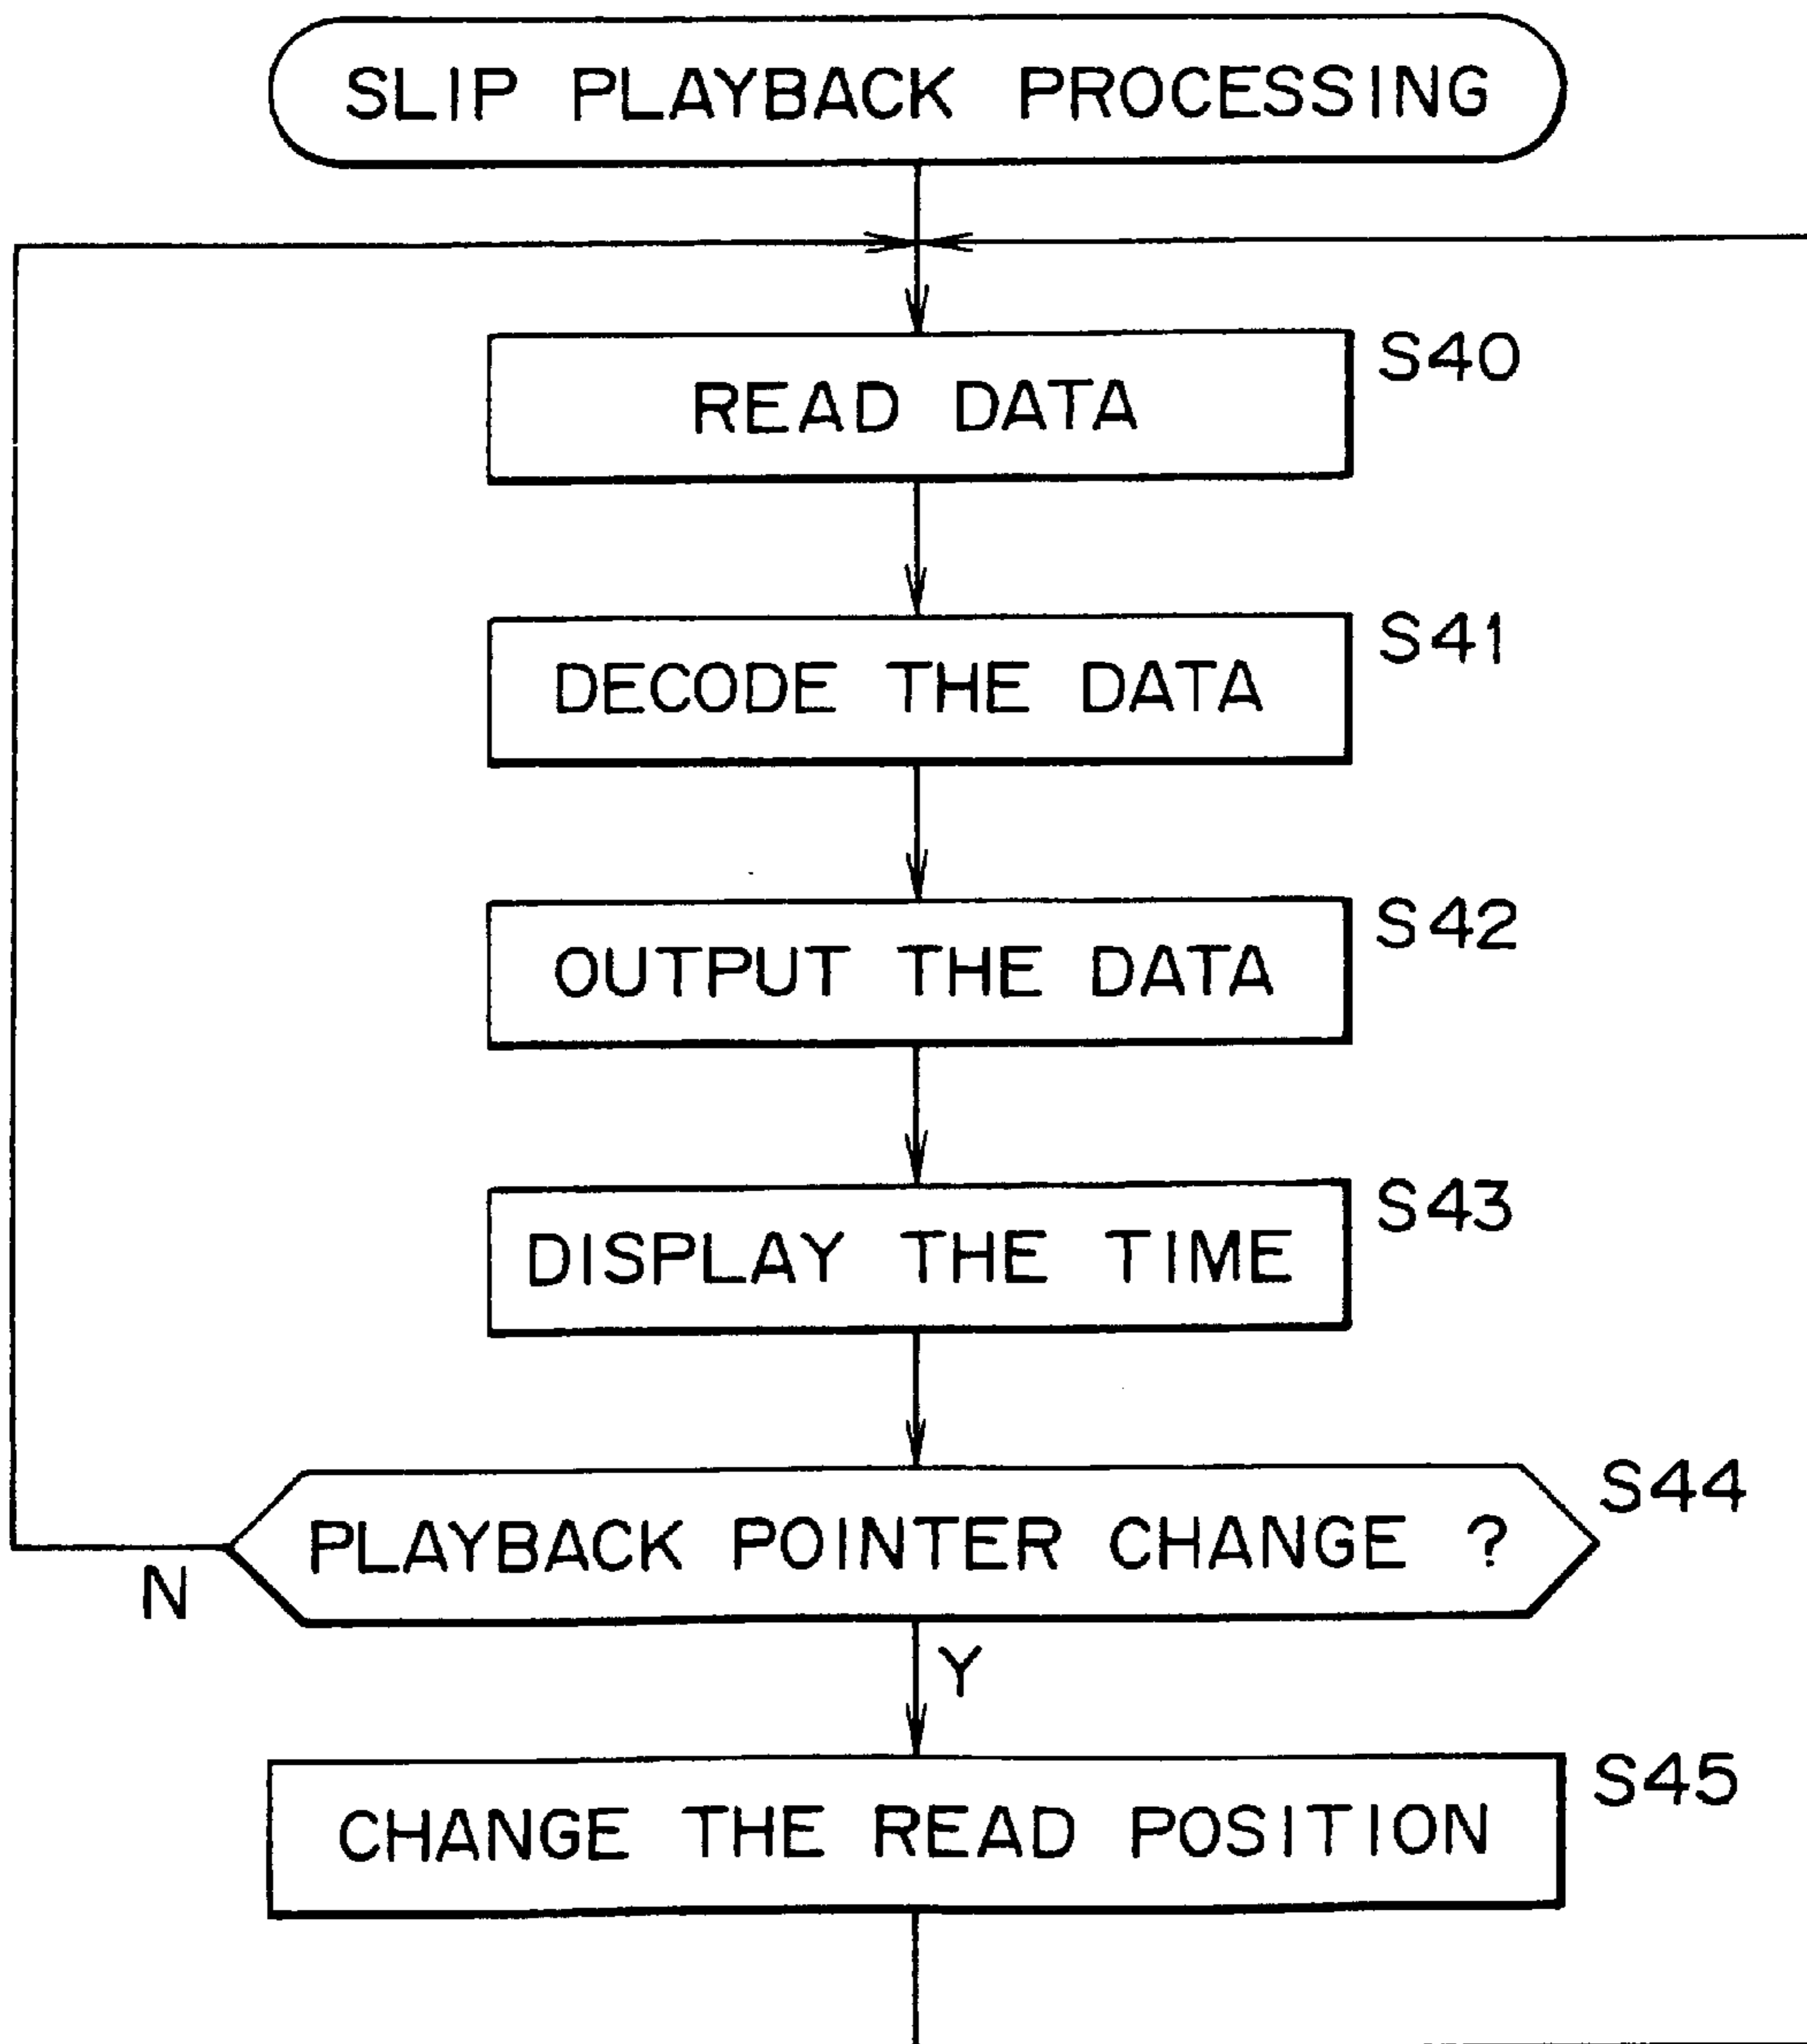 SLIP PLAYBACK PROCESSING
S40
READ DATA
S41
DECODE THE DATA
S42
OUTPUT THE DATA
S43
DISPLAY THE TIME
S44
PLAYBACK POINTER CHANGE ?
N
Y
S45
CHANGE THE READ POSITION